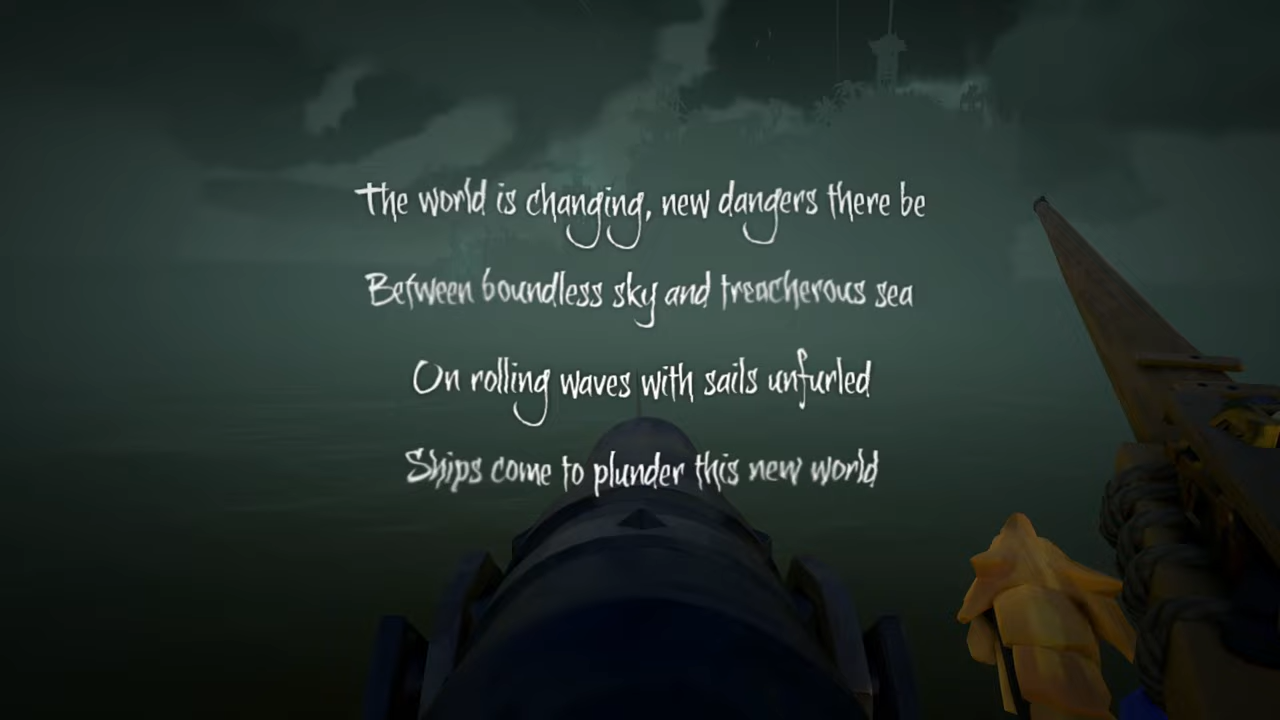 The world is changing, new dangers there be
Between boundless sky and treacherous sea
On rolling waves with sails unfurled
Ships come to plunder this new world